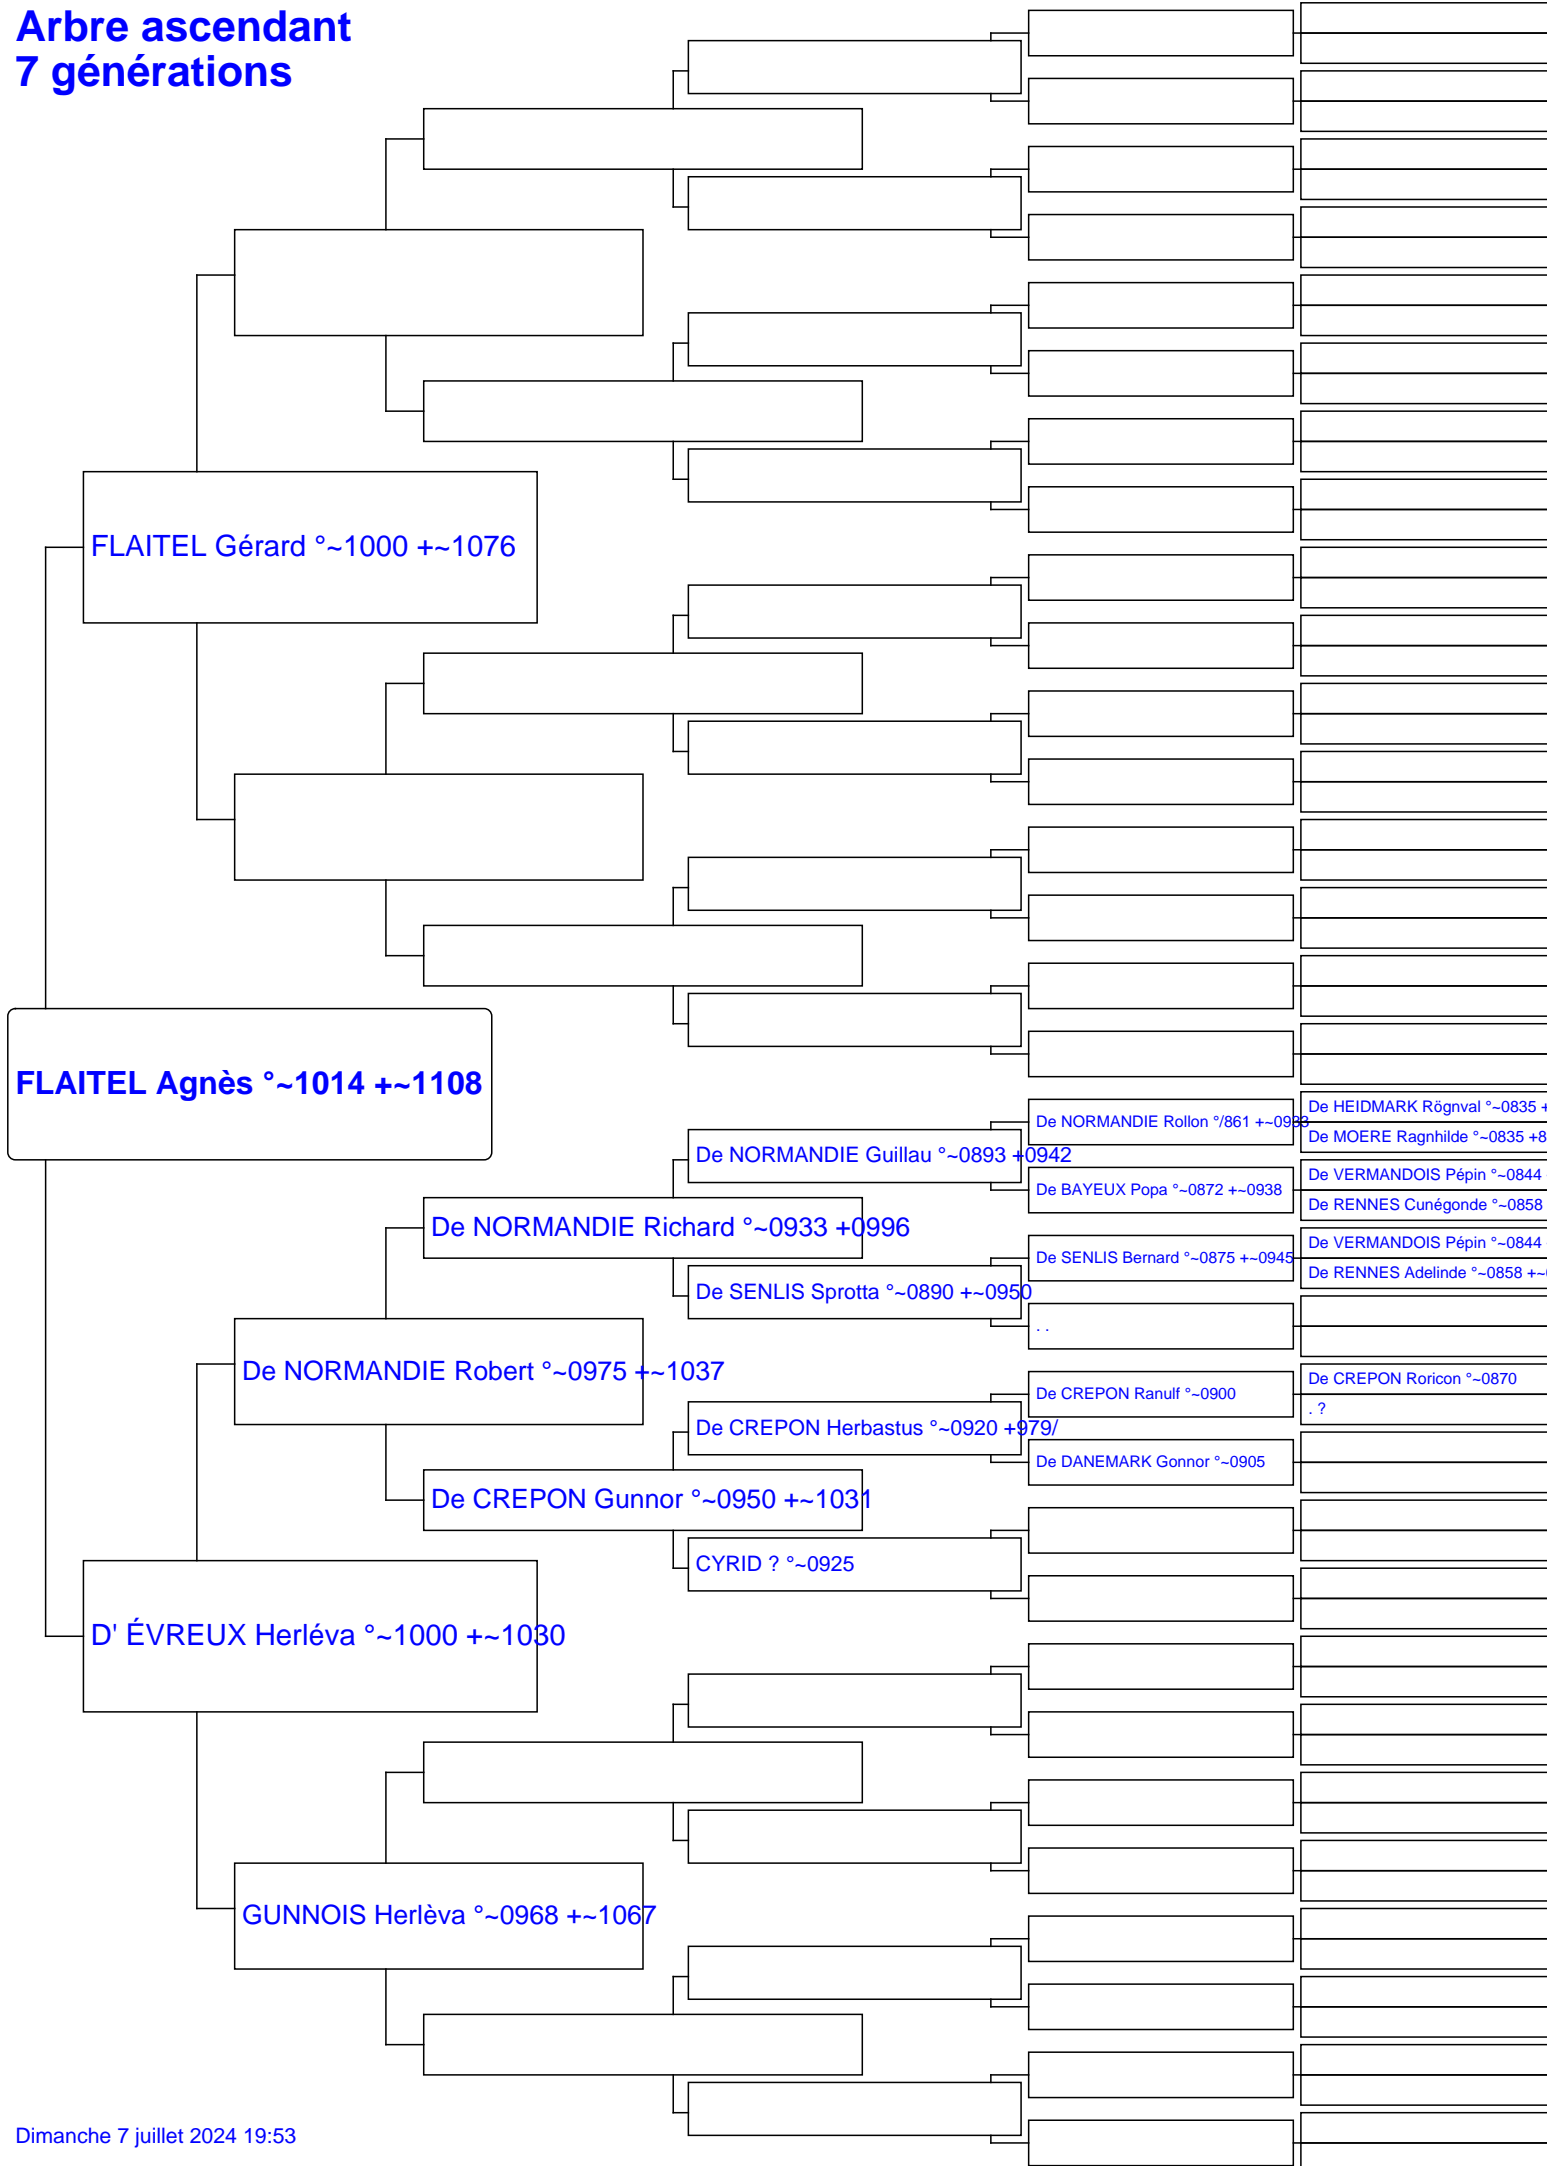 Arbre ascendant
7 générations
FLAITEL Gérard °~1000 +~1076
FLAITEL Agnès °~1014 +~1108
De NORMANDIE Rollon °/861 +~0933
De HEIDMARK Rögnval °~0835 +
De MOERE Ragnhilde °~0835 +8
De NORMANDIE Guillau °~0893 +0942
De BAYEUX Popa °~0872 +~0938
De VERMANDOIS Pépin °~0844
De RENNES Cunégonde °~0858
De NORMANDIE Richard °~0933 +0996
De SENLIS Bernard °~0875 +~0945
De VERMANDOIS Pépin °~0844
De RENNES Adelinde °~0858 +~
De SENLIS Sprotta °~0890 +~0950
. .
De NORMANDIE Robert °~0975 +~1037
De CREPON Ranulf °~0900
De CREPON Roricon °~0870
. ?
De CREPON Herbastus °~0920 +979/
De DANEMARK Gonnor °~0905
De CREPON Gunnor °~0950 +~1031
CYRID ? °~0925
D' ÉVREUX Herléva °~1000 +~1030
GUNNOIS Herlèva °~0968 +~1067
Dimanche 7 juillet 2024 19:53